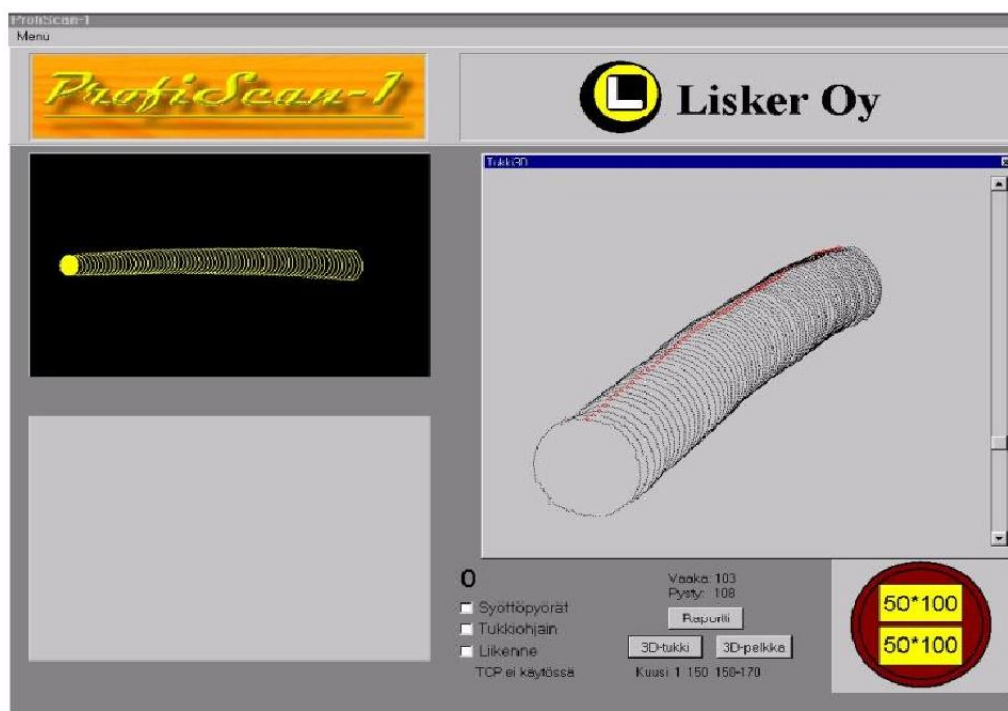 ProfiScan-1
Menu
ProfiScan-1
Lisker Oy
Tukki3D
0
Syöttöpyörät
Tukkiohjain
Liikenne
TCP ei käytössä
Vaaka: 103
Pysty: 108
Raportti
3D-tukki
3D-pelkka
Kuusi 1 150 150-170
50*100
50*100